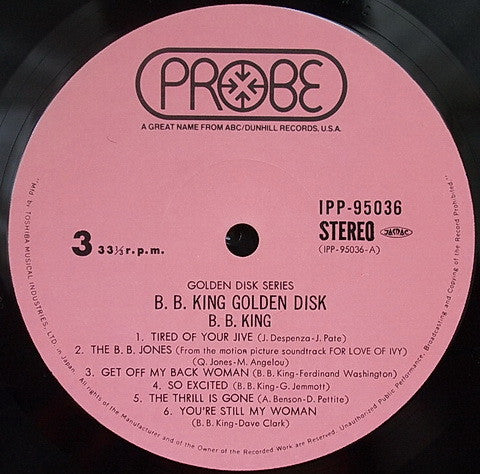 PROBE
A GREAT NAME FROM ABC/DUNHILL RECORDS, U.S.A.
IPP-95036
STEREO JASRAC
(IPP-95036-A)
3 33⅓ r.p.m.
GOLDEN DISK SERIES
B. B. KING GOLDEN DISK
B. B. KING
1. TIRED OF YOUR JIVE (J. Despenza-J. Pate)
2. THE B. B. JONES (From the motion picture soundtrack FOR LOVE OF IVY)
(Q. Jones-M. Angelou)
3. GET OFF MY BACK WOMAN (B. B. King-Ferdinand Washington)
4. SO EXCITED (B. B. King-G. Jemmott)
5. THE THRILL IS GONE (A. Benson-D. Pettite)
6. YOU'RE STILL MY WOMAN
(B. B. King-Dave Clark)
"Mfd by TOSHIBA MUSICAL INDUSTRIES, LTD. in Japan. All rights of the Manufacturer and of the Owner of the Recorded Work are Reserved. Unauthorized Public Performance, Broadcasting and Copying of the Record Prohibited."